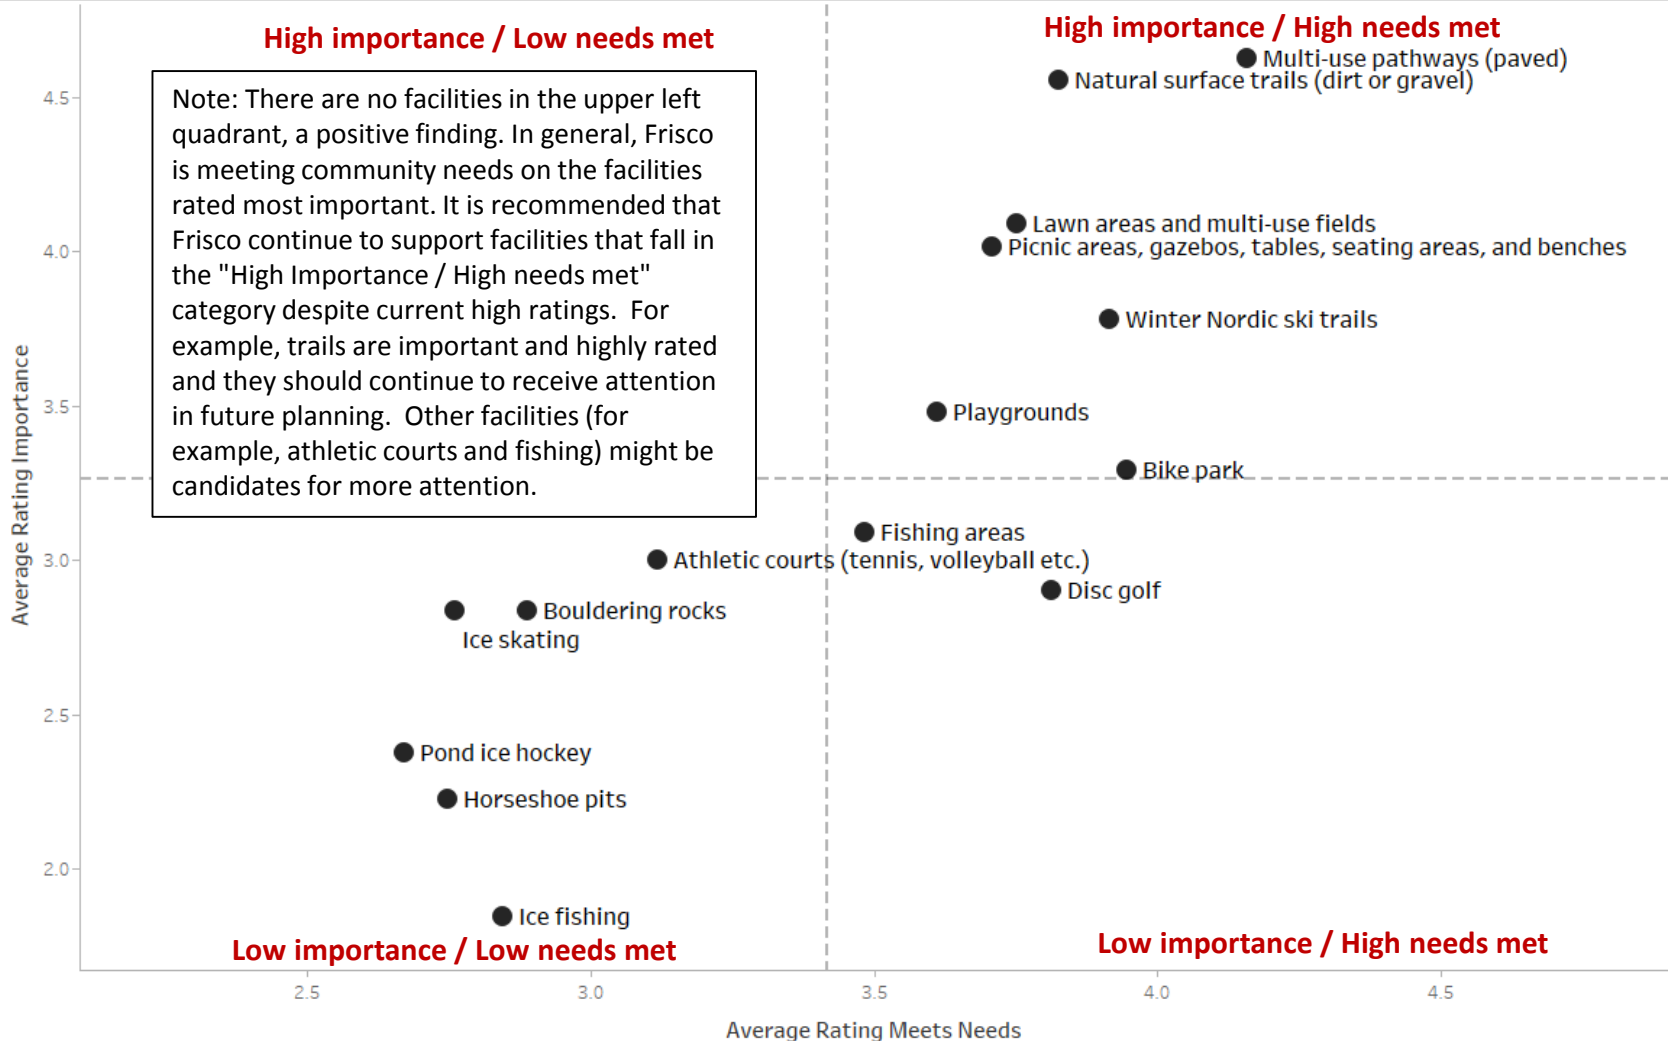 High importance / Low needs met
High importance / High needs met
Multi-use pathways (paved)
Natural surface trails (dirt or gravel)
Note: There are no facilities in the upper left
quadrant, a positive finding. In general, Frisco
is meeting community needs on the facilities
rated most important. It is recommended that
Frisco continue to support facilities that fall in
the "High Importance / High needs met"
category despite current high ratings.  For
example, trails are important and highly rated
and they should continue to receive attention
in future planning.  Other facilities (for
example, athletic courts and fishing) might be
candidates for more attention.
Lawn areas and multi-use fields
Picnic areas, gazebos, tables, seating areas, and benches
Winter Nordic ski trails
Playgrounds
Bike park
Fishing areas
Athletic courts (tennis, volleyball etc.)
Disc golf
Bouldering rocks
Ice skating
Pond ice hockey
Horseshoe pits
Ice fishing
Low importance / Low needs met
Low importance / High needs met
Average Rating Importance
4.5
4.0
3.5
3.0
2.5
2.0
2.5
3.0
3.5
4.0
4.5
Average Rating Meets Needs